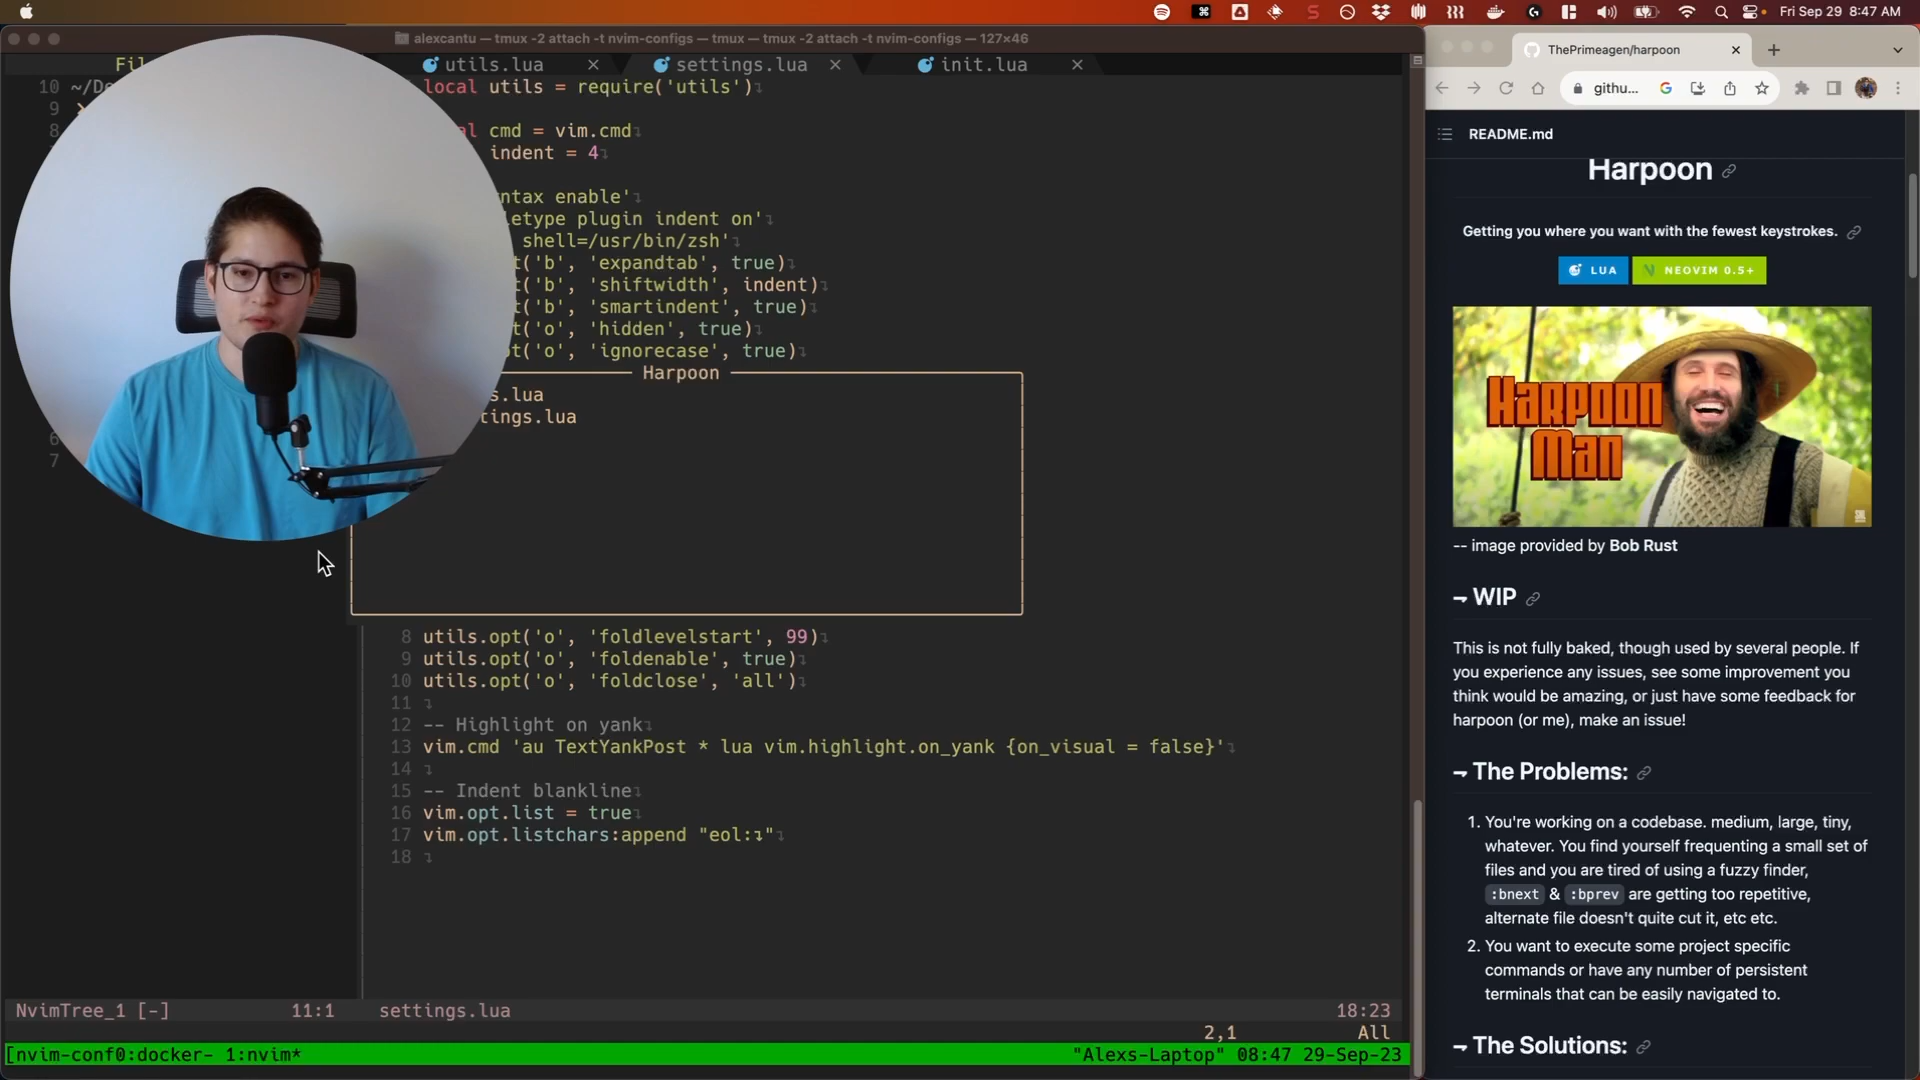 Fri Sep 29 8:47 AM
alexcantu — tmux -2 attach -t nvim-configs — tmux — tmux -2 attach -t nvim-configs — 127×46
utils.lua
settings.lua
init.lua
10 ~/De
9
8
6
7
local utils = require('utils')
cmd = vim.cmd
indent = 4
ntax enable'
letype plugin indent on'
shell=/usr/bin/zsh'
t('b', 'expandtab', true)
t('b', 'shiftwidth', indent)
t('b', 'smartindent', true)
t('o', 'hidden', true)
t('o', 'ignorecase', true)
Harpoon
s.lua
tings.lua
8 utils.opt('o', 'foldlevelstart', 99)
9 utils.opt('o', 'foldenable', true)
10 utils.opt('o', 'foldclose', 'all')
11
12 -- Highlight on yank
13 vim.cmd 'au TextYankPost * lua vim.highlight.on_yank {on_visual = false}'
14
15 -- Indent blankline
16 vim.opt.list = true
17 vim.opt.listchars:append "eol:↴"
18
NvimTree_1 [-] 11:1 settings.lua 18:23
2,1 All
[nvim-conf0:docker- 1:nvim* "Alexs-Laptop" 08:47 29-Sep-23
ThePrimeagen/harpoon
githu...
README.md
Harpoon
Getting you where you want with the fewest keystrokes.
LUA NEOVIM 0.5+
HARPOON
MAN
-- image provided by Bob Rust
⇁ WIP
This is not fully baked, though used by several people. If
you experience any issues, see some improvement you
think would be amazing, or just have some feedback for
harpoon (or me), make an issue!
⇁ The Problems:
1. You're working on a codebase. medium, large, tiny,
whatever. You find yourself frequenting a small set of
files and you are tired of using a fuzzy finder,
:bnext & :bprev are getting too repetitive,
alternate file doesn't quite cut it, etc etc.
2. You want to execute some project specific
commands or have any number of persistent
terminals that can be easily navigated to.
⇁ The Solutions: